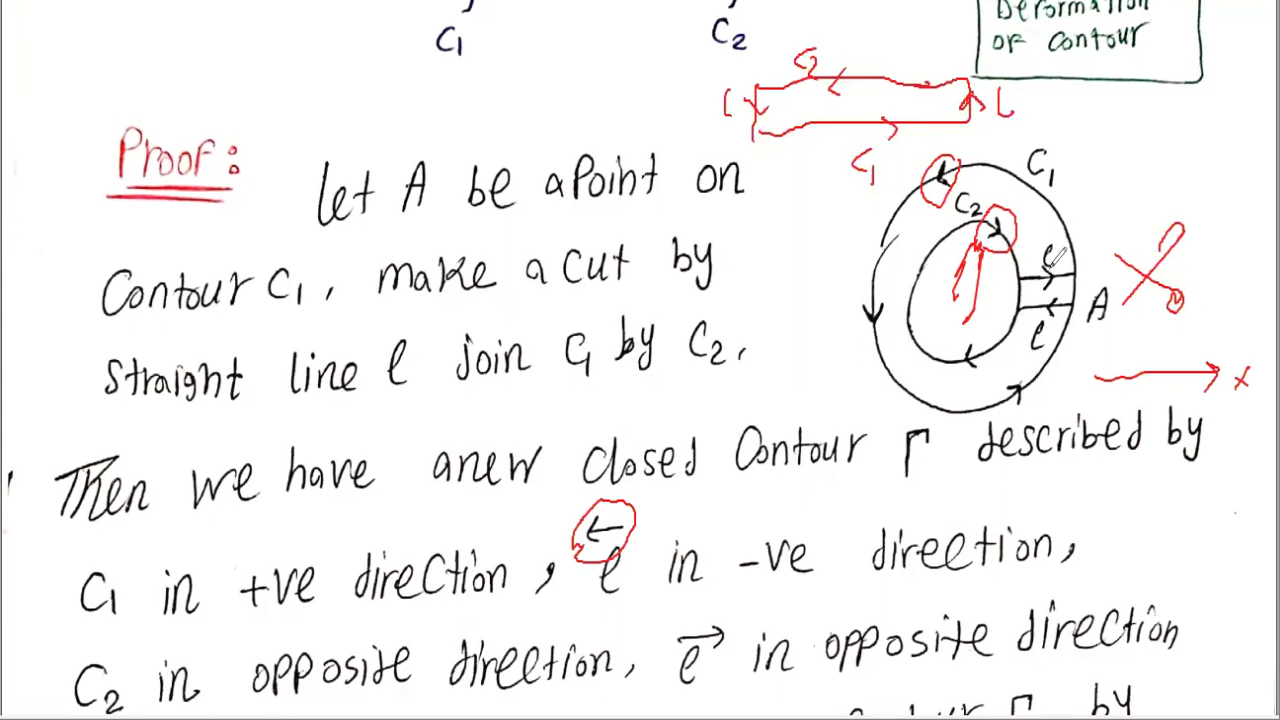 Deformation
of contour
C1
C2
C2
l
l
C1
Proof:
let A be a Point on
C1
C2
Contour C1, make a cut by
l
A
l
straight line l join C1 by C2.
x
Then we have a new closed Contour Γ described by
C1 in +ve direction, ← l in -ve direction,
C2 in opposite direction, → l in opposite direction
by